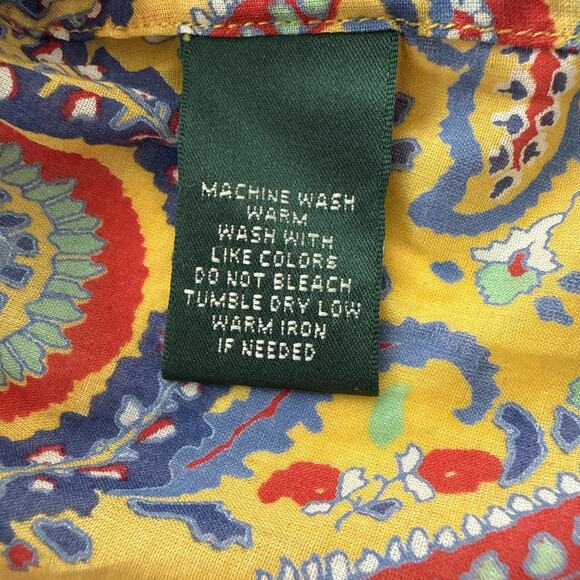 MACHINE WASH
WARM
WASH WITH
LIKE COLORS
DO NOT BLEACH
TUMBLE DRY LOW
WARM IRON
IF NEEDED